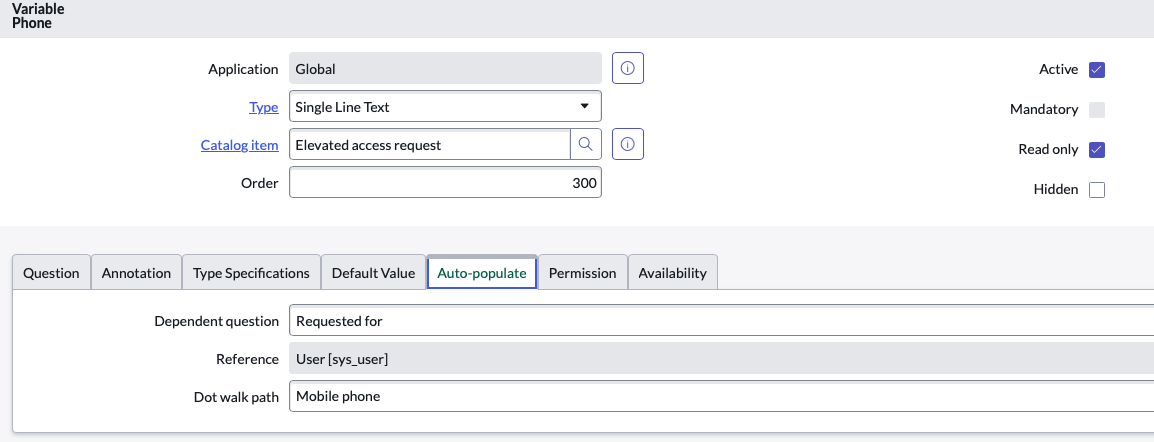 Variable
Phone
Application Global Active
Type Single Line Text Mandatory
Catalog item Elevated access request Read only
Order 300 Hidden
Question Annotation Type Specifications Default Value Auto-populate Permission Availability
Dependent question Requested for
Reference User [sys_user]
Dot walk path Mobile phone